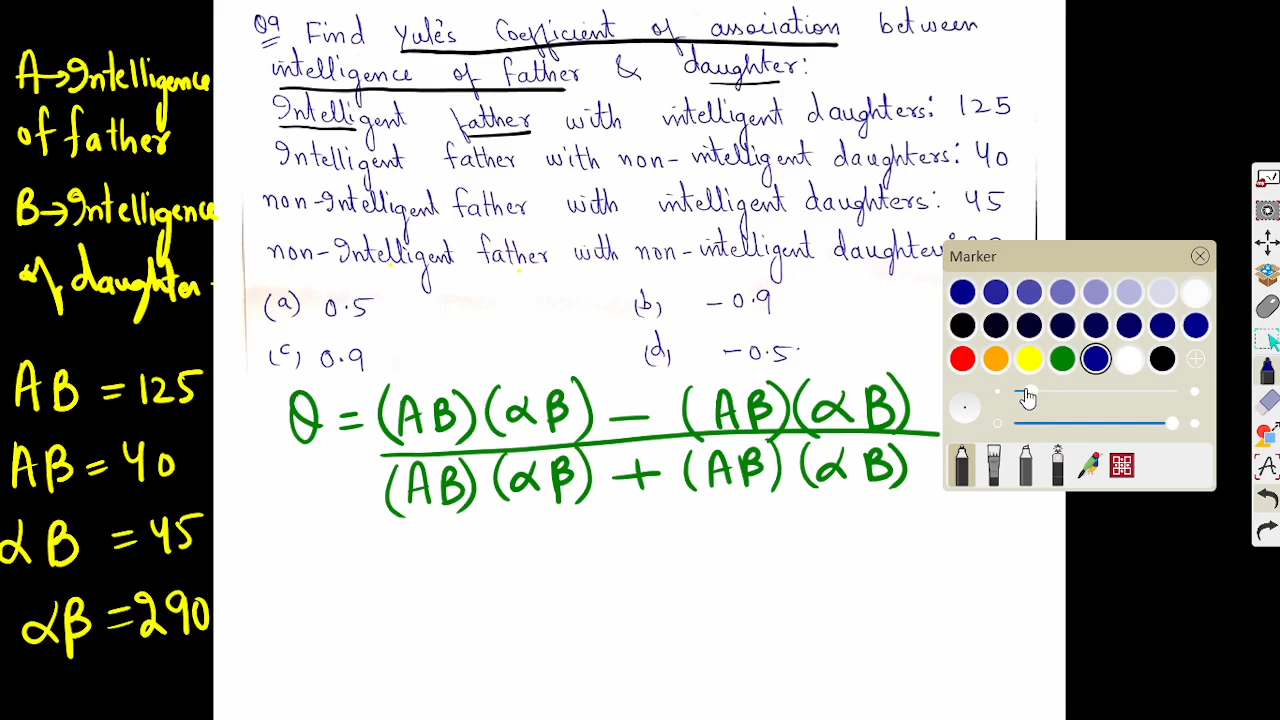 Q9 Find Yule's Coefficient of association between
intelligence of father & daughter:
Intelligent father with intelligent daughters: 125
Intelligent father with non-intelligent daughters: 40
non-Intelligent father with intelligent daughters: 45
non-Intelligent father with non-intelligent daughters:
(a) 0.5 (b) -0.9
(c) 0.9 (d) -0.5
A→Intelligence
of father
B→Intelligence
of daughter.
AB = 125
Aβ = 40
αB = 45
αβ = 290
Q = (AB)(αβ) - (Aβ)(αB)
(AB)(αβ) + (Aβ)(αB)
Marker
A